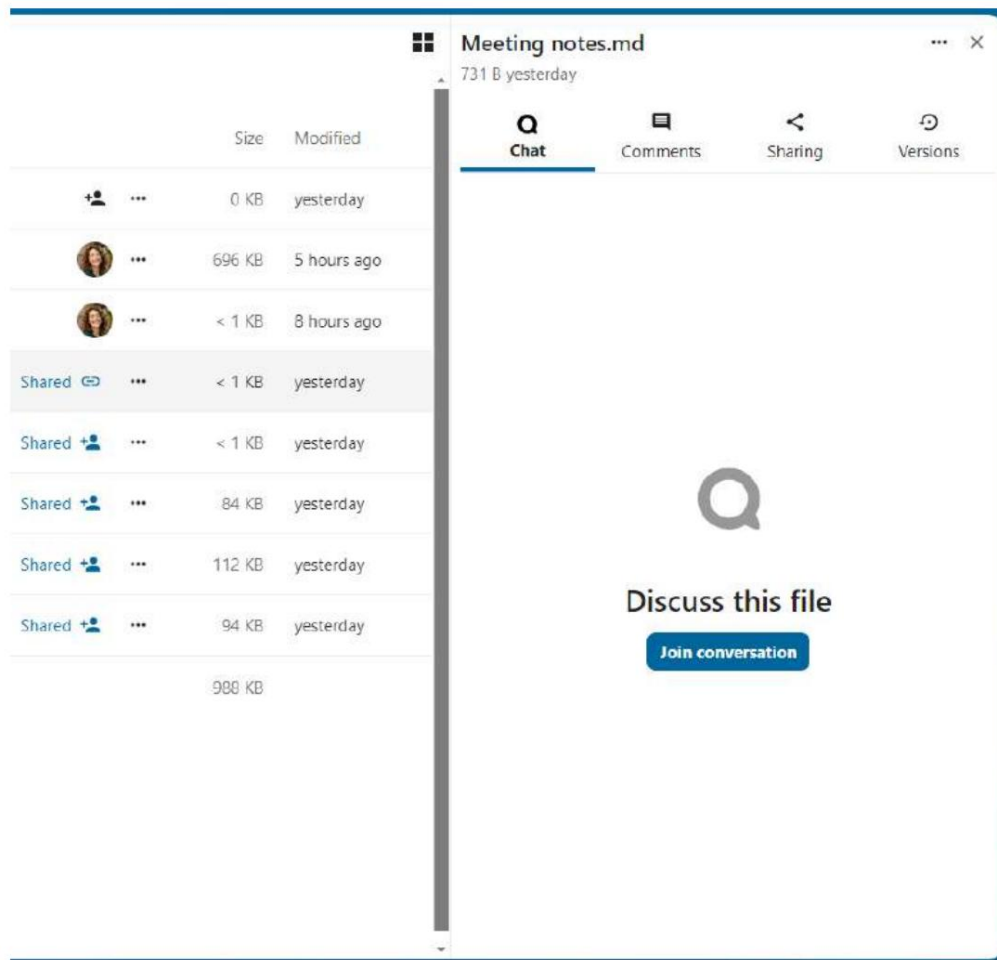 Size Modified
0 KB yesterday
696 KB 5 hours ago
< 1 KB 8 hours ago
Shared < 1 KB yesterday
Shared < 1 KB yesterday
Shared 84 KB yesterday
Shared 112 KB yesterday
Shared 94 KB yesterday
988 KB
Meeting notes.md
731 B yesterday
Chat Comments Sharing Versions
Discuss this file
Join conversation